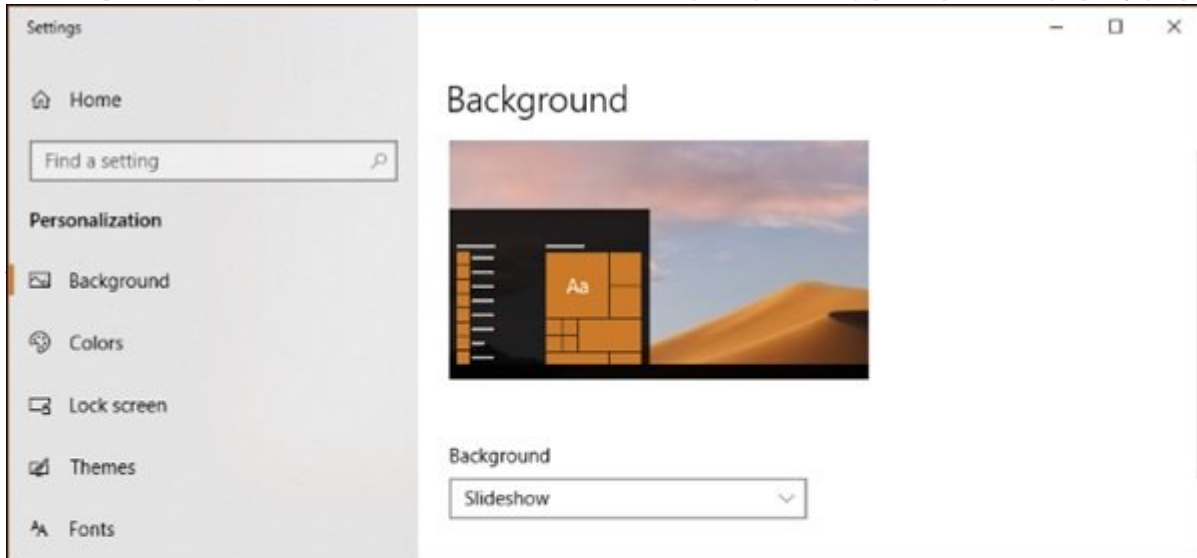 Settings
Home
Find a setting
Personalization
Background
Colors
Lock screen
Themes
Fonts
Background
Aa
Background
Slideshow